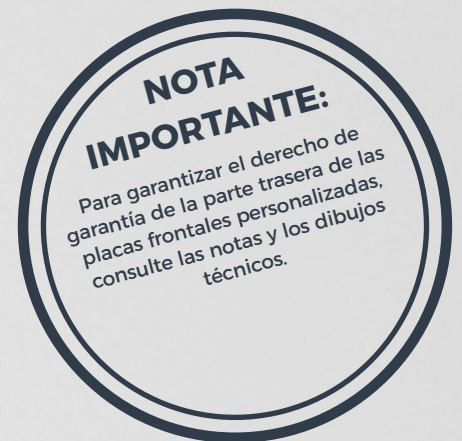 NOTA
IMPORTANTE:
Para garantizar el derecho de
garantía de la parte trasera de las
placas frontales personalizadas,
consulte las notas y los dibujos
técnicos.